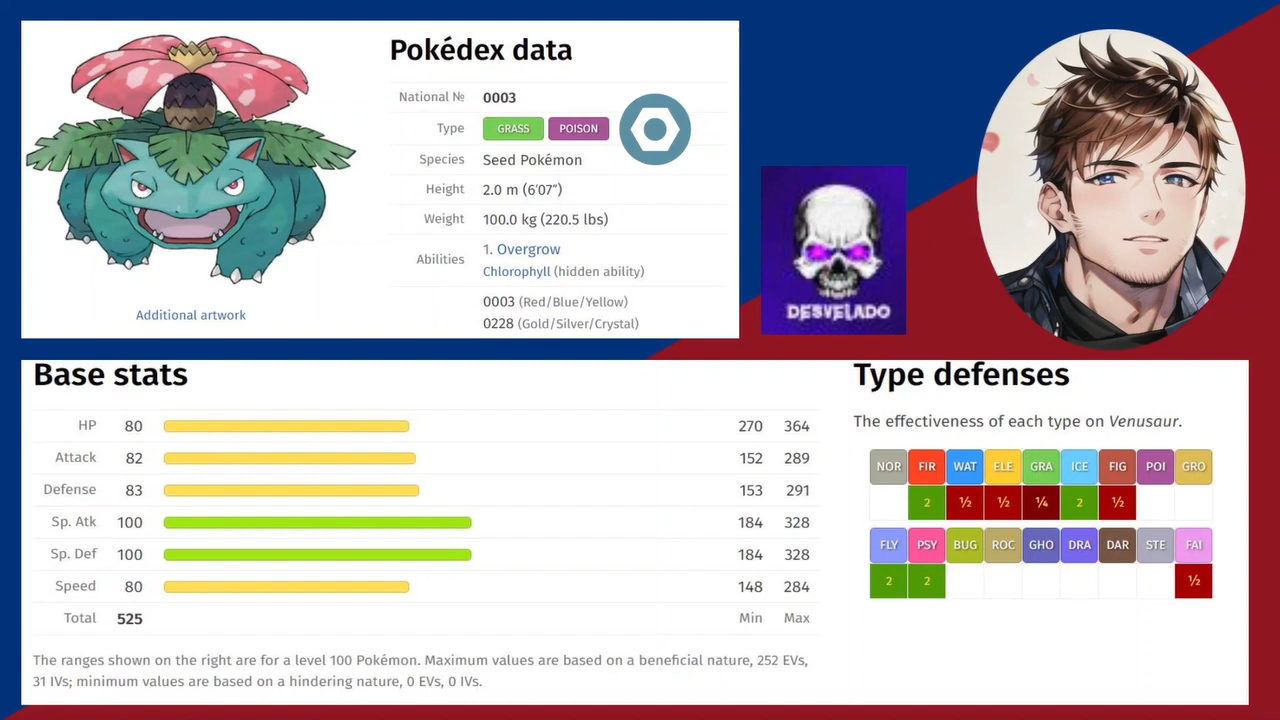 Pokédex data
National № 0003
Type GRASS POISON
Species Seed Pokémon
Height 2.0 m (6′07″)
Weight 100.0 kg (220.5 lbs)
Abilities 1. Overgrow
Chlorophyll (hidden ability)
0003 (Red/Blue/Yellow)
0228 (Gold/Silver/Crystal)
Additional artwork
DESVELADO
Base stats
HP 80 270 364
Attack 82 152 289
Defense 83 153 291
Sp. Atk 100 184 328
Sp. Def 100 184 328
Speed 80 148 284
Total 525 Min Max
The ranges shown on the right are for a level 100 Pokémon. Maximum values are based on a beneficial nature, 252 EVs,
31 IVs; minimum values are based on a hindering nature, 0 EVs, 0 IVs.
Type defenses
The effectiveness of each type on Venusaur.
NOR FIR WAT ELE GRA ICE FIG POI GRO
2 ½ ½ ¼ 2 ½
FLY PSY BUG ROC GHO DRA DAR STE FAI
2 2 ½